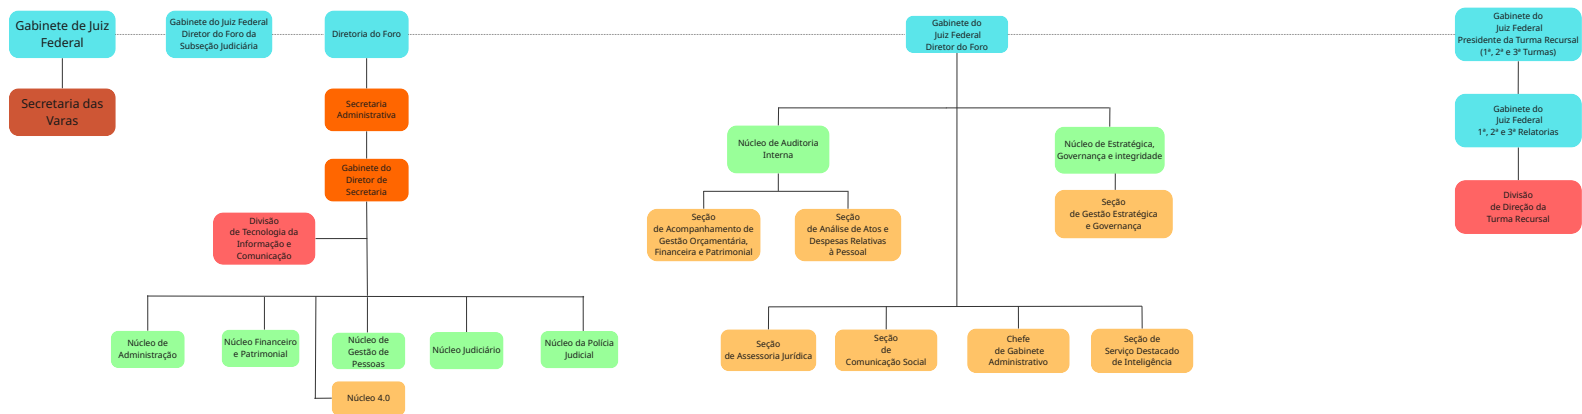 Gabinete de Juiz
Federal
Gabinete do Juiz Federal
Diretor do Foro da
Subseção Judiciária
Diretoria do Foro
Gabinete do
Juiz Federal
Diretor do Foro
Gabinete do
Juiz Federal
Presidente da Turma Recursal
(1ª, 2ª e 3ª Turmas)
Secretaria das
Varas
Secretaria
Administrativa
Gabinete do
Juiz Federal
1ª, 2ª e 3ª Relatorias
Núcleo de Auditoria
Interna
Núcleo de Estratégica,
Governança e integridade
Gabinete do
Diretor de
Secretaria
Divisão
de Direção da
Turma Recursal
Seção
de Gestão Estratégica
e Governança
Divisão
de Tecnologia da
Informação e
Comunicação
Seção
de Acompanhamento de
Gestão Orçamentária,
Financeira e Patrimonial
Seção
de Análise de Atos e
Despesas Relativas
à Pessoal
Núcleo de
Administração
Núcleo Financeiro
e Patrimonial
Núcleo de
Gestão de
Pessoas
Núcleo Judiciário
Núcleo da Polícia
Judicial
Seção
de Assessoria Jurídica
Seção
de
Comunicação Social
Chefe
de Gabinete
Administrativo
Seção de
Serviço Destacado
de Inteligência
Núcleo 4.0